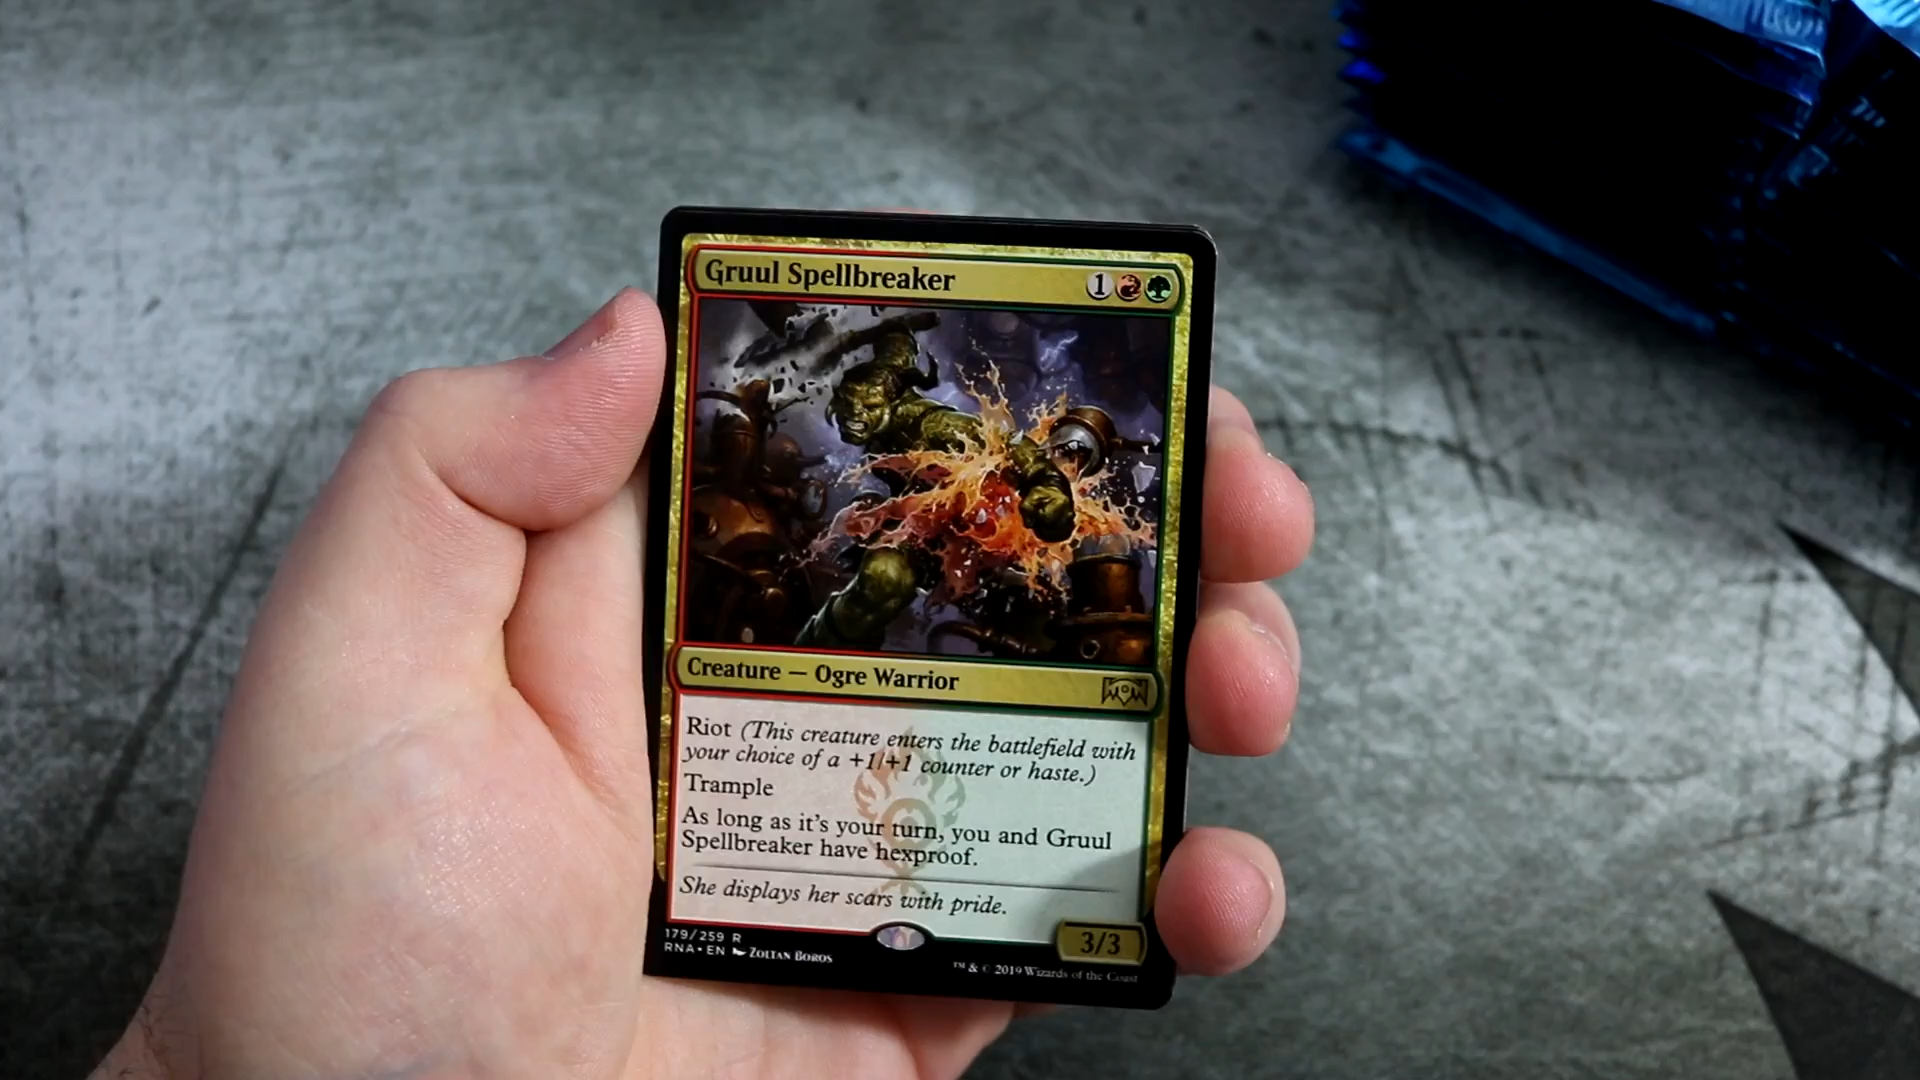 Gruul Spellbreaker 1
Creature — Ogre Warrior
Riot (This creature enters the battlefield with
your choice of a +1/+1 counter or haste.)
Trample
As long as it's your turn, you and Gruul
Spellbreaker have hexproof.
She displays her scars with pride.
179/259 R
RNA • EN Zoltan Boros
3/3
™ & © 2019 Wizards of the Coast